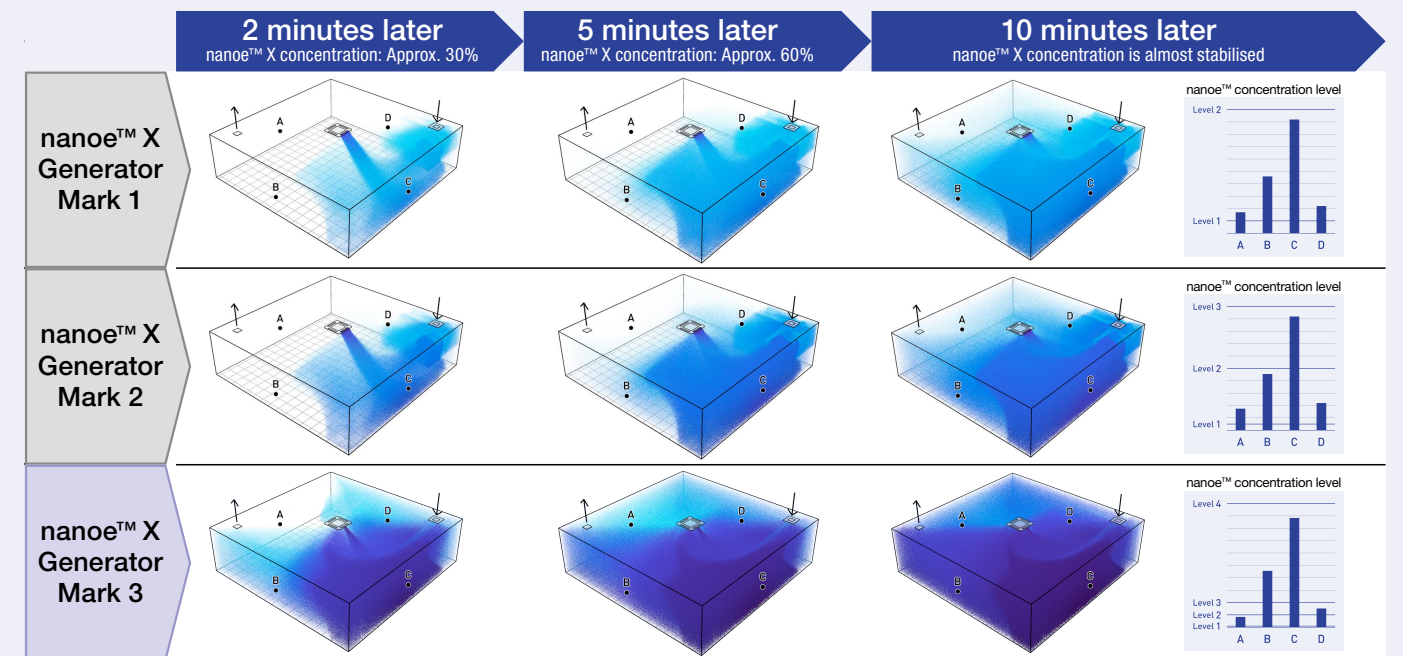 2 minutes later
nanoe™ X concentration: Approx. 30%
5 minutes later
nanoe™ X concentration: Approx. 60%
10 minutes later
nanoe™ X concentration is almost stabilised
nanoe™ X
Generator
Mark 1
A
B
C
D
A
B
C
D
A
B
C
D
nanoe™ concentration level
Level 2
Level 1
A B C D
nanoe™ X
Generator
Mark 2
A
B
C
D
A
B
C
D
A
B
C
D
nanoe™ concentration level
Level 3
Level 2
Level 1
A B C D
nanoe™ X
Generator
Mark 3
A
B
C
D
A
B
C
D
A
B
C
D
nanoe™ concentration level
Level 4
Level 3
Level 2
Level 1
A B C D